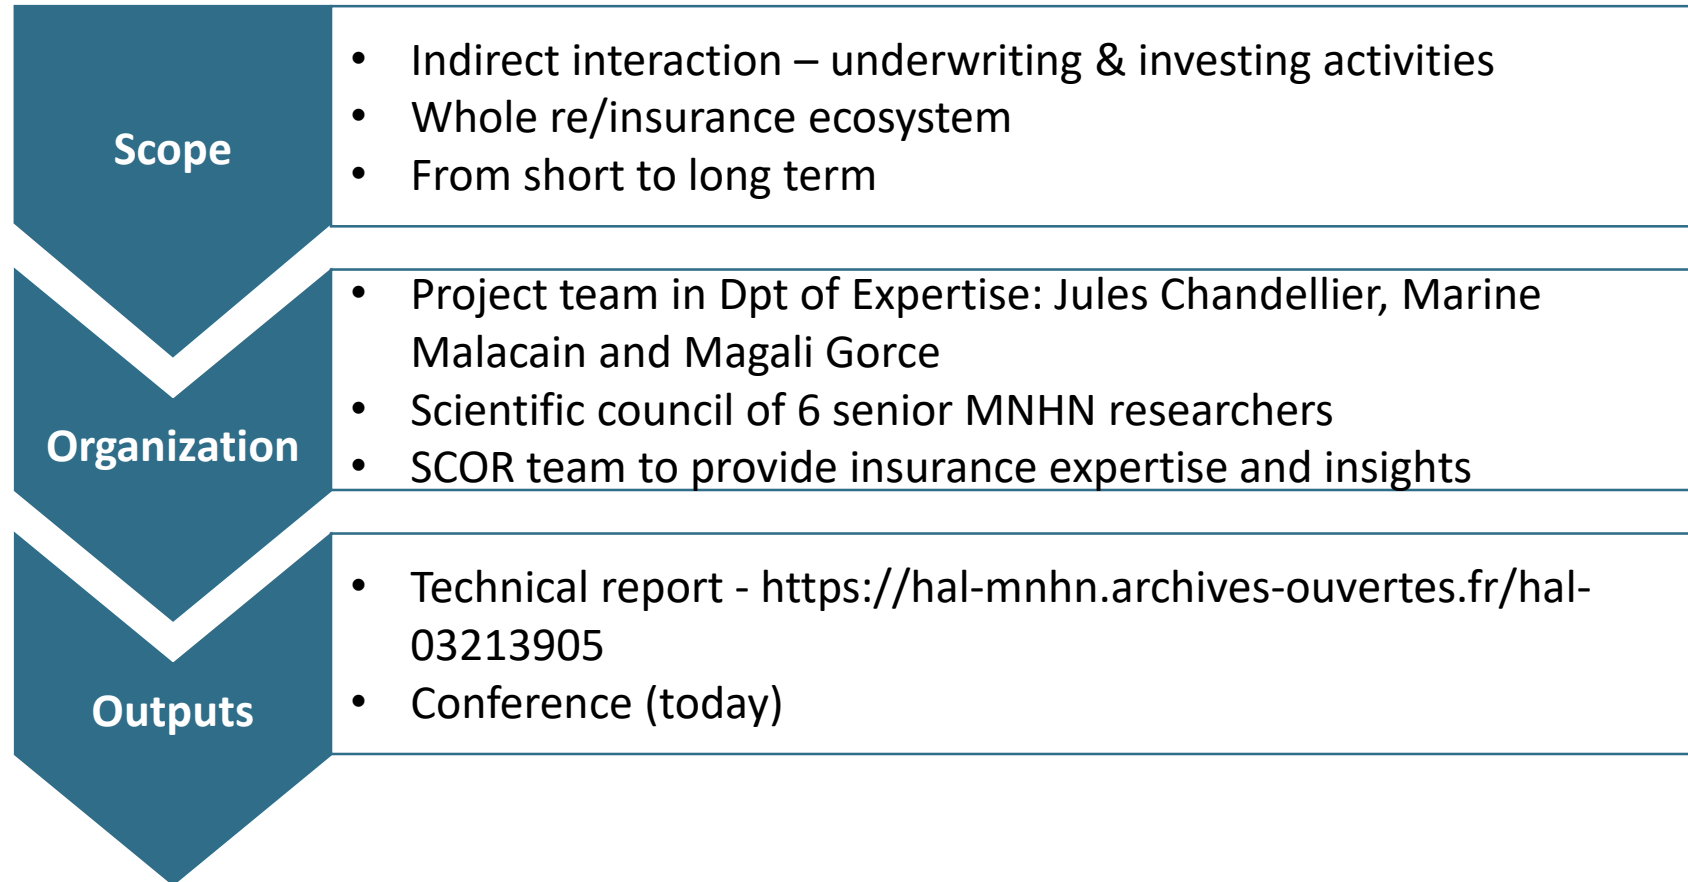 Scope
• Indirect interaction – underwriting & investing activities
• Whole re/insurance ecosystem
• From short to long term
Organization
• Project team in Dpt of Expertise: Jules Chandellier, Marine
Malacain and Magali Gorce
• Scientific council of 6 senior MNHN researchers
• SCOR team to provide insurance expertise and insights
Outputs
• Technical report - https://hal-mnhn.archives-ouvertes.fr/hal-
03213905
• Conference (today)